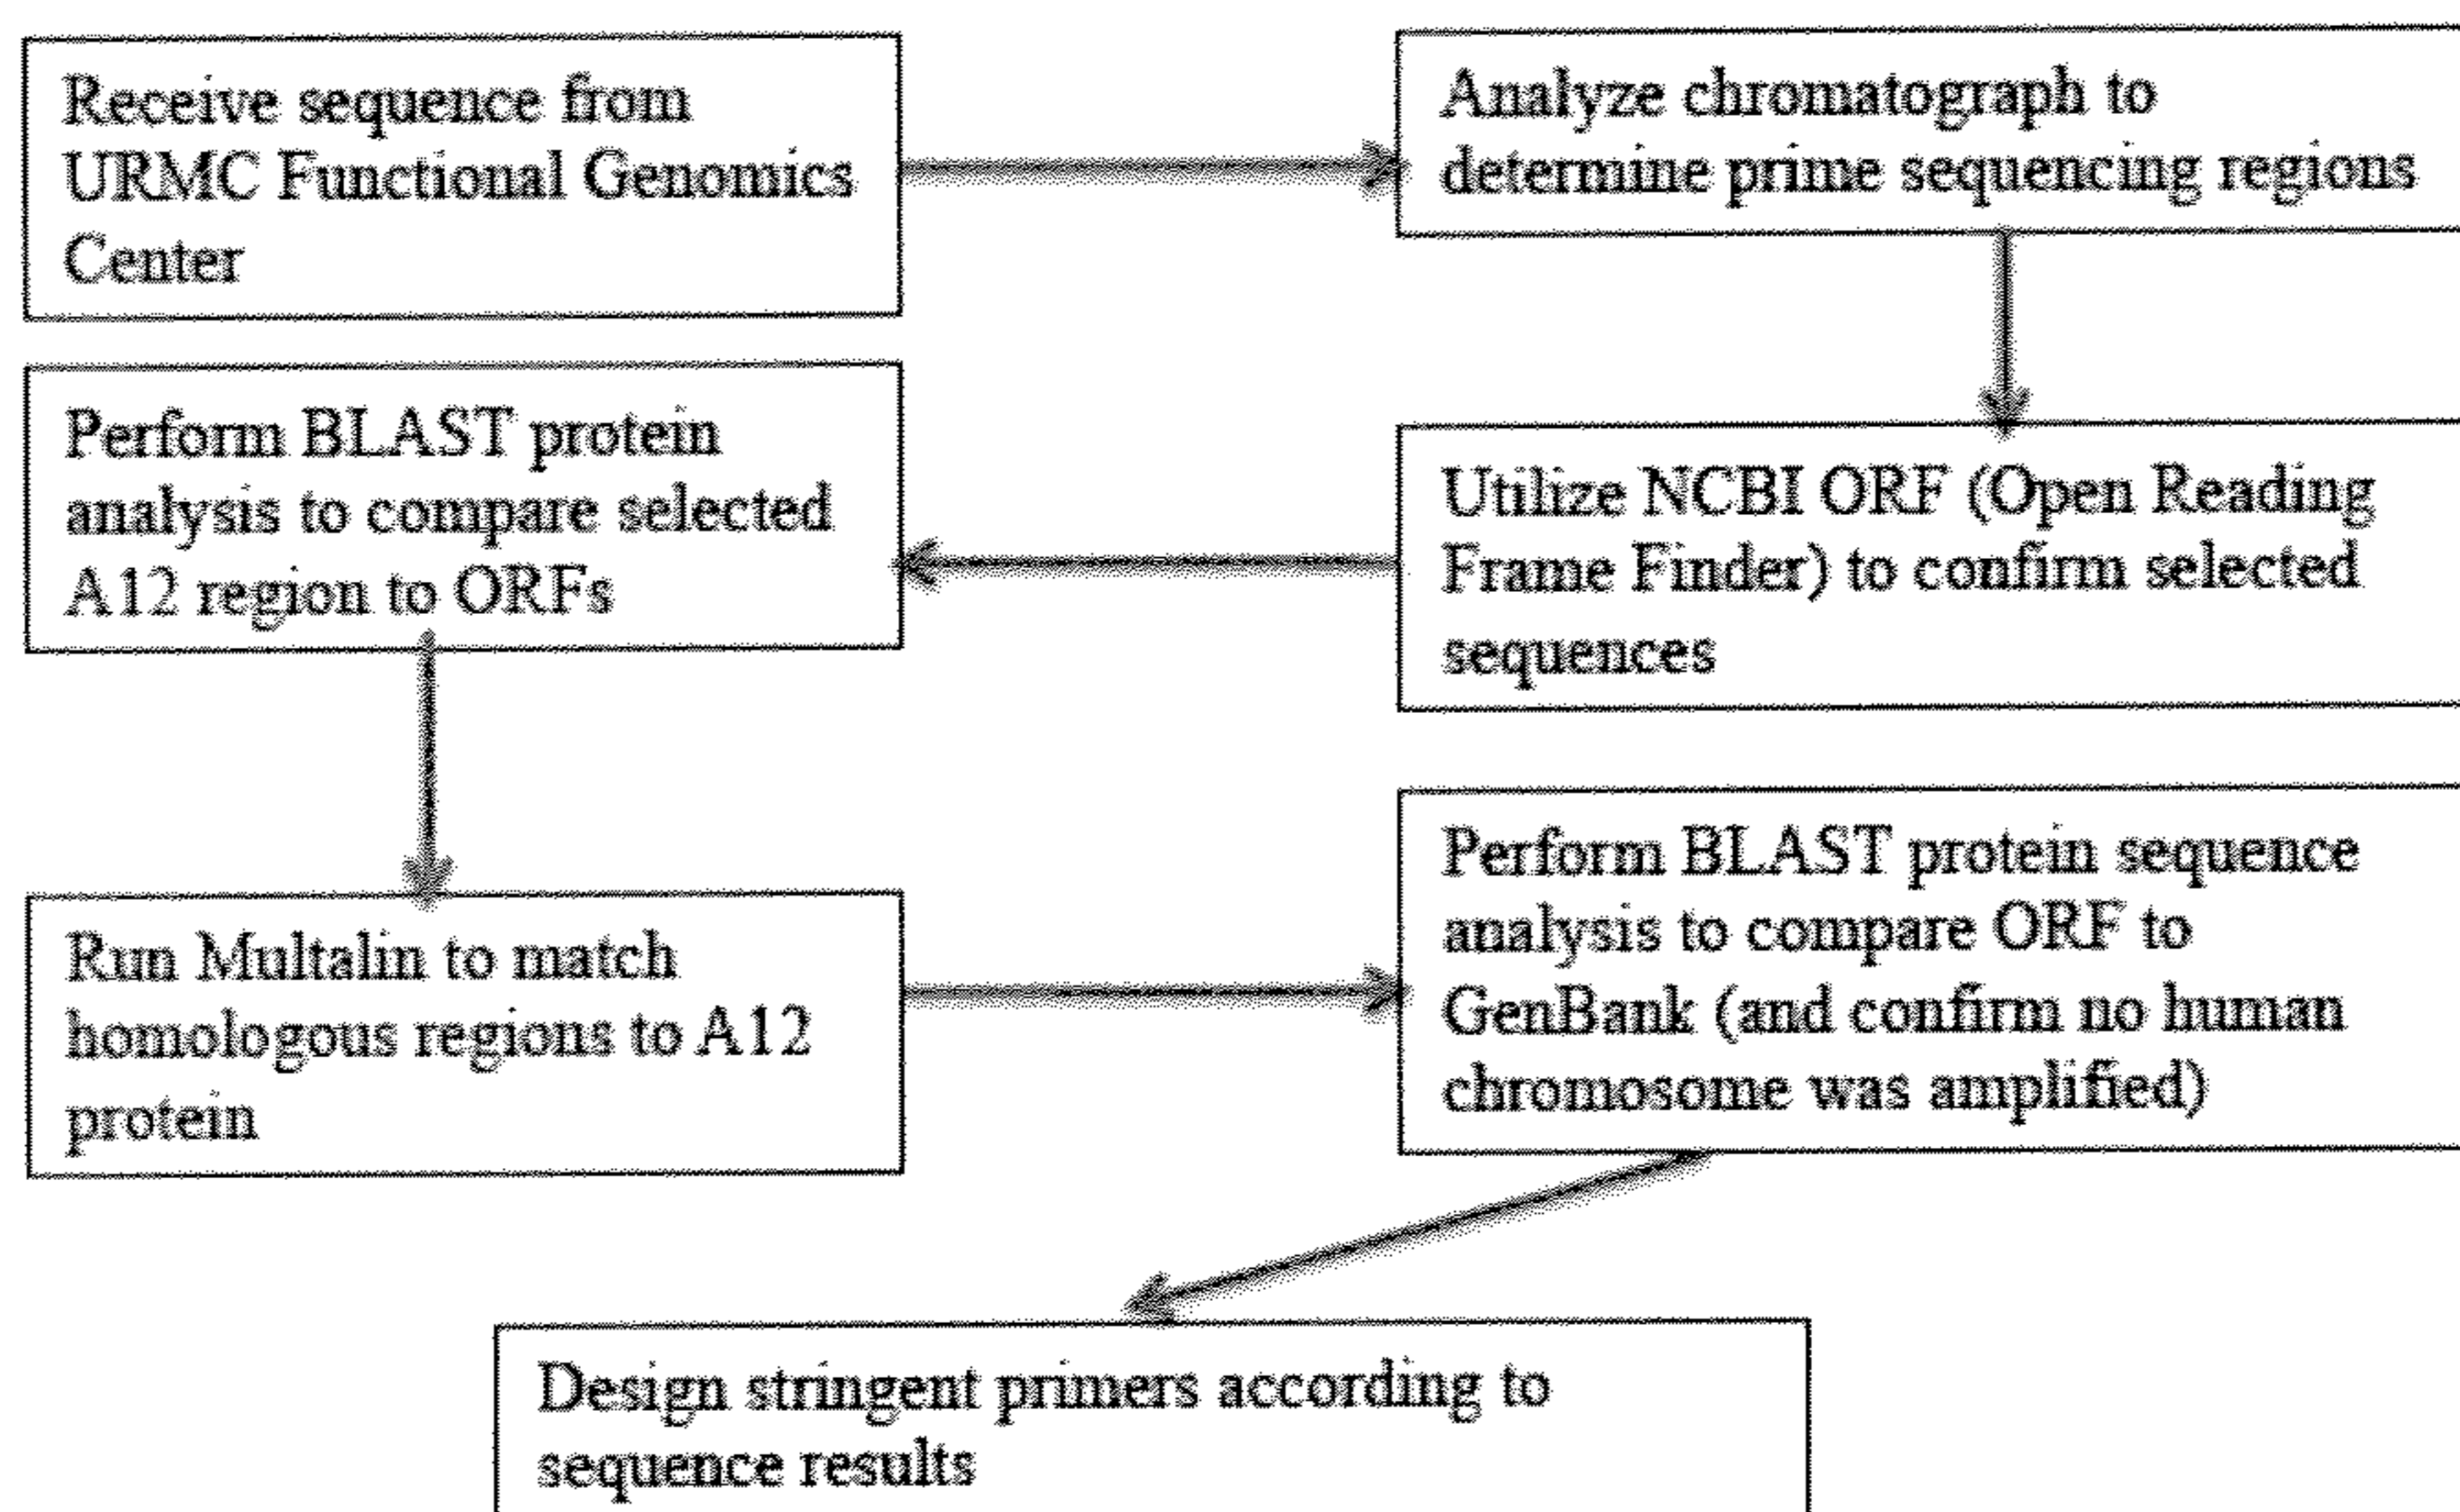 Receive sequence from
URMC Functional Genomics
Center
Analyze chromatograph to
determine prime sequencing regions
Utilize NCBI ORF (Open Reading
Frame Finder) to confirm selected
sequences
Perform BLAST protein
analysis to compare selected
A12 region to ORFs
Run Multalin to match
homologous regions to A12
protein
Perform BLAST protein sequence
analysis to compare ORF to
GenBank (and confirm no human
chromosome was amplified)
Design stringent primers according to
sequence results